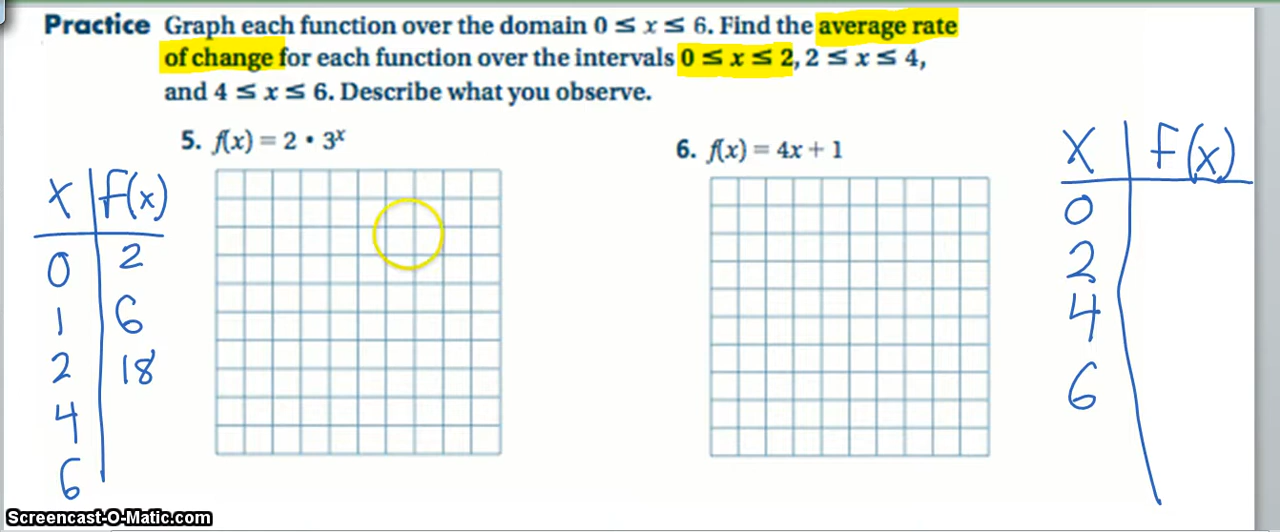 Practice Graph each function over the domain 0 ≤ x ≤ 6. Find the average rate
of change for each function over the intervals 0 ≤ x ≤ 2, 2 ≤ x ≤ 4,
and 4 ≤ x ≤ 6. Describe what you observe.
5. f(x) = 2 • 3ˣ
6. f(x) = 4x + 1
x f(x)
0 2
1 6
2 18
4
6
x f(x)
0
2
4
6
Screencast-O-Matic.com